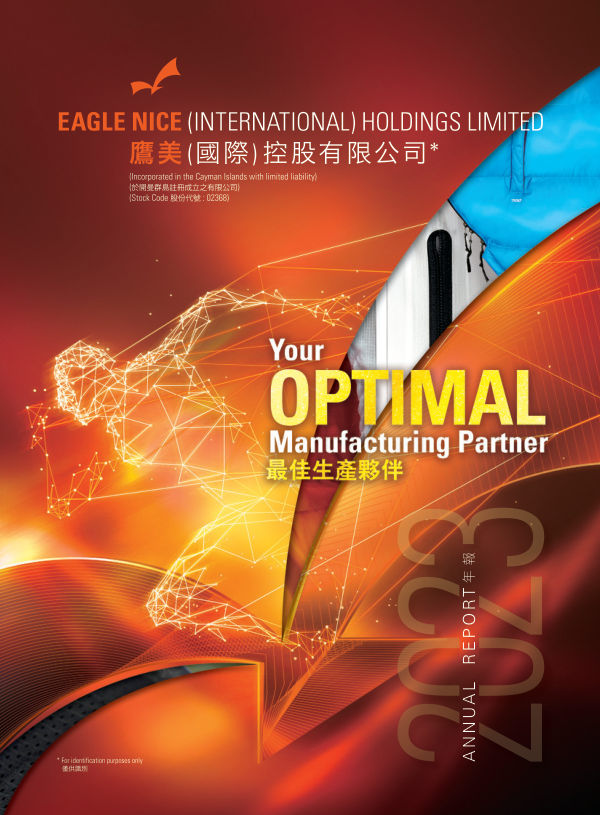 EAGLE NICE (INTERNATIONAL) HOLDINGS LIMITED
鷹美(國際)控股有限公司*
(Incorporated in the Cayman Islands with limited liability)
(於開曼群島註冊成立之有限公司)
(Stock Code 股份代號 : 02368)
Your
OPTIMAL
Manufacturing Partner
最佳生產夥伴
2023
ANNUAL REPORT 年報
* For identification purposes only
僅供識別